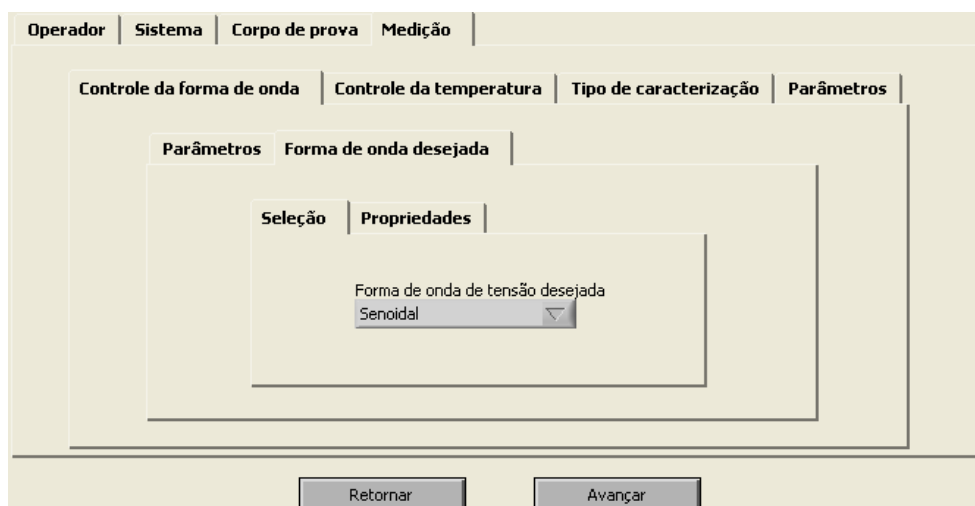 Operador Sistema Corpo de prova Medição
Controle da forma de onda Controle da temperatura Tipo de caracterização Parâmetros
Parâmetros Forma de onda desejada
Seleção Propriedades
Forma de onda de tensão desejada
Senoidal
Retornar Avançar